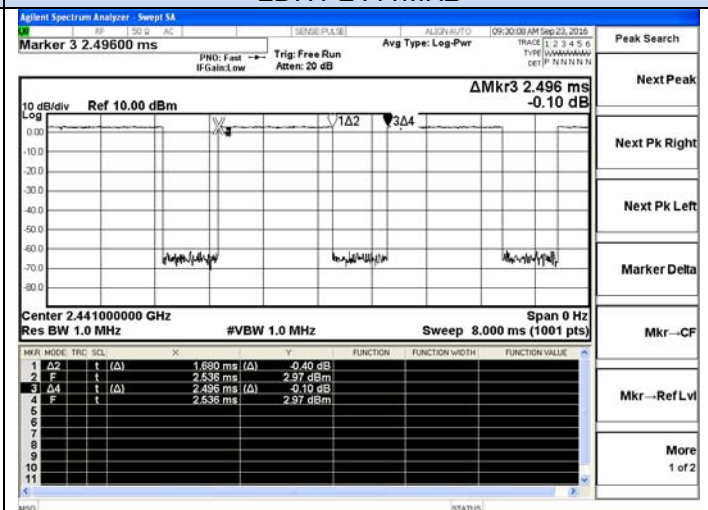 Agilent Spectrum Analyzer - Swept SA
RF 50 Ω AC SENSE:PULSE ALIGN AUTO 09:30:08 AM Sep 23, 2016
Marker 3 2.49600 ms
PNO: Fast
IFGain:Low
Trig: Free Run
Atten: 20 dB
Avg Type: Log-Pwr
TRACE 1 2 3 4 5 6
TYPE WWWWWW
DET P N N N N N
Peak Search
ΔMkr3 2.496 ms
-0.10 dB
10 dB/div Ref 10.00 dBm
Log
1Δ2 3Δ4
0.00
-10.0
-20.0
-30.0
-40.0
-50.0
-60.0
-70.0
-80.0
Center 2.441000000 GHz Span 0 Hz
Res BW 1.0 MHz #VBW 1.0 MHz Sweep 8.000 ms (1001 pts)
MKR MODE TRC SCL X Y FUNCTION FUNCTION WIDTH FUNCTION VALUE
1 Δ2 t (Δ) 1.680 ms (Δ) -0.40 dB
2 F t 2.536 ms 2.97 dBm
3 Δ4 t (Δ) 2.496 ms (Δ) -0.10 dB
4 F t 2.536 ms 2.97 dBm
5
6
7
8
9
10
11
MSG STATUS
Next Peak
Next Pk Right
Next Pk Left
Marker Delta
Mkr→CF
Mkr→Ref Lvl
More
1 of 2